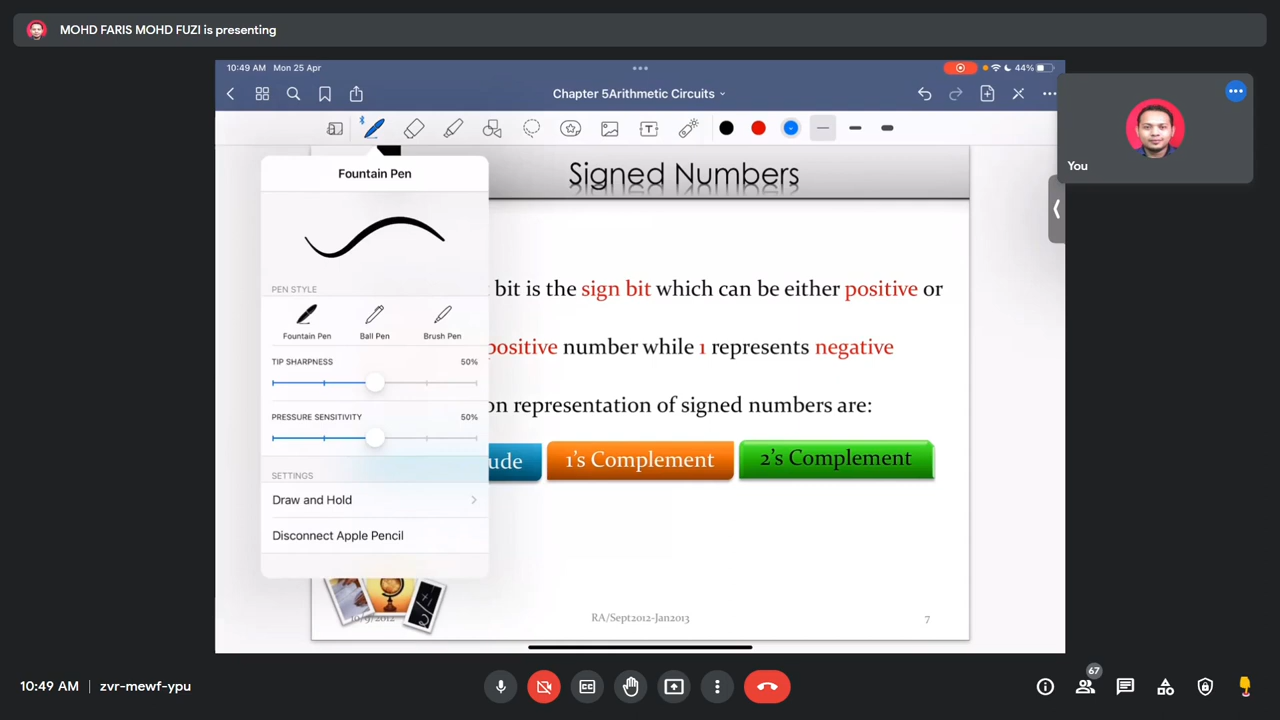 MOHD FARIS MOHD FUZI is presenting
10:49 AM Mon 25 Apr
44%
Chapter 5Arithmetic Circuits
You
Fountain Pen
Signed Numbers
PEN STYLE
Fountain Pen Ball Pen Brush Pen
TIP SHARPNESS 50%
PRESSURE SENSITIVITY 50%
SETTINGS
Draw and Hold
Disconnect Apple Pencil
bit is the sign bit which can be either positive or
positive number while 1 represents negative
on representation of signed numbers are:
ude 1's Complement 2's Complement
10/9/2012 RA/Sept2012-Jan2013 7
10:49 AM | zvr-mewf-ypu
67